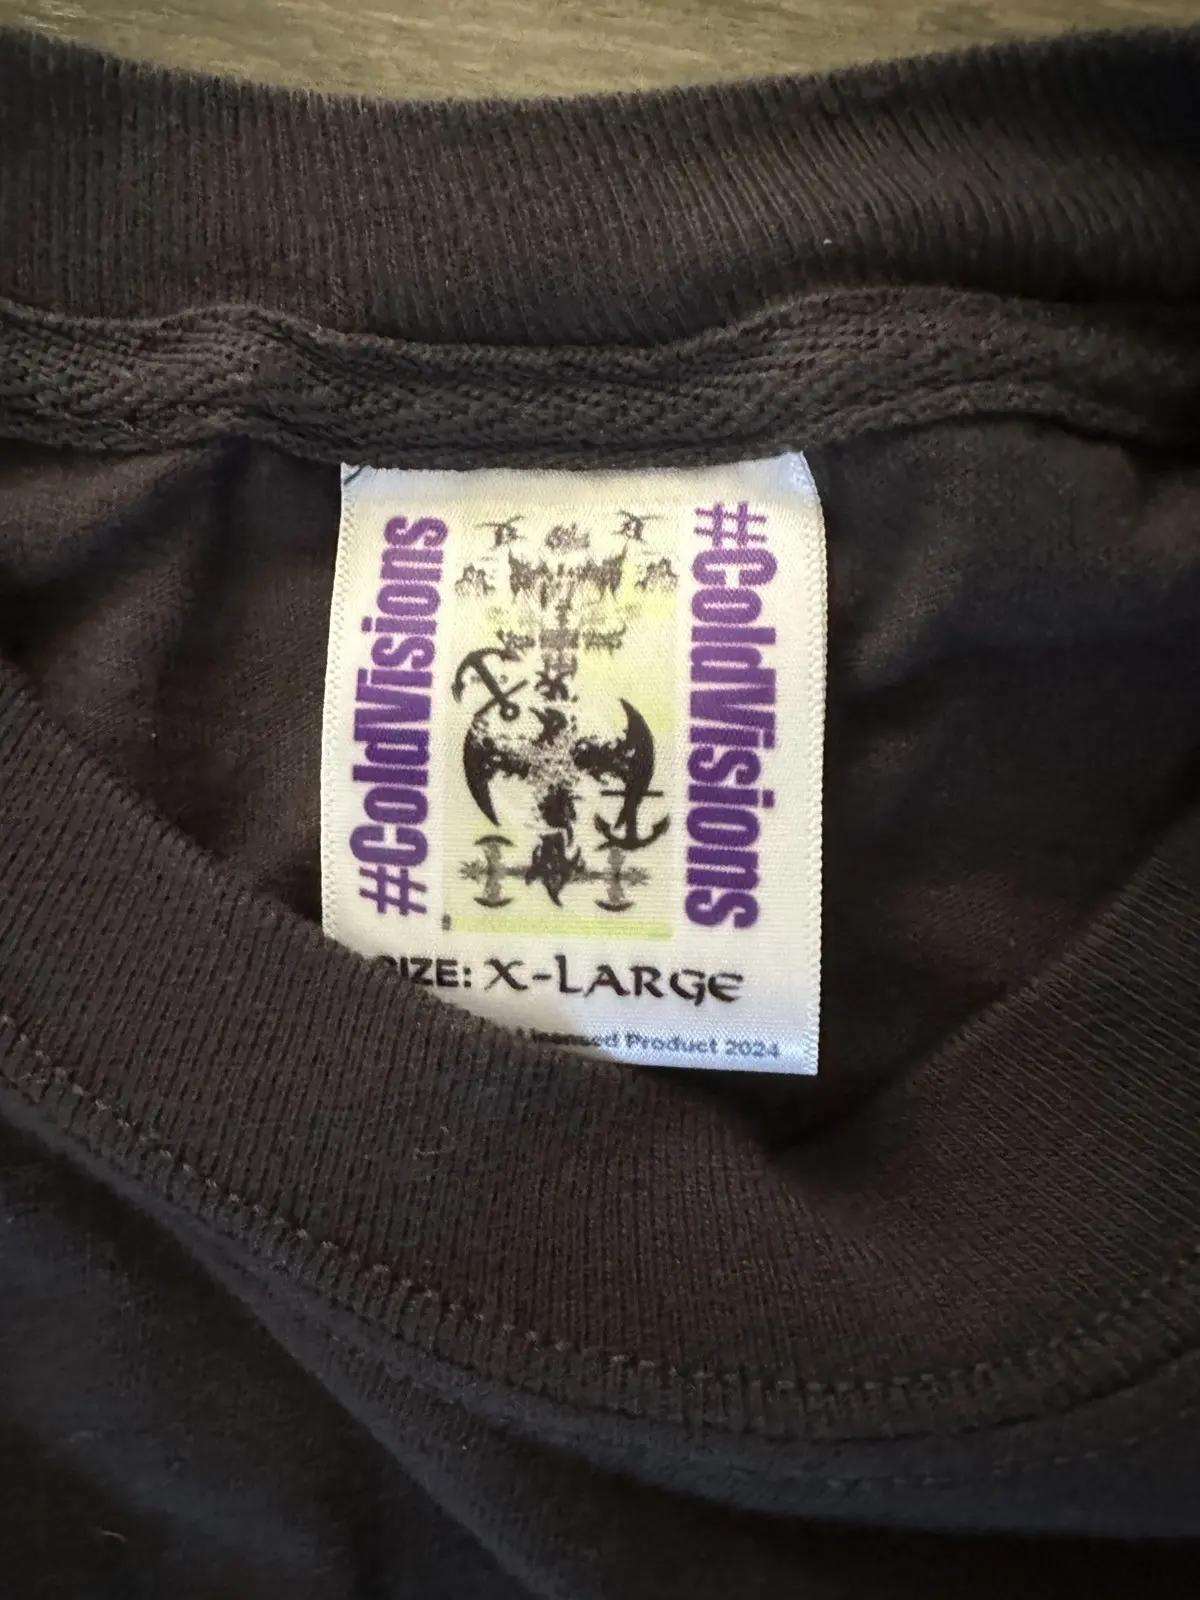 #ColdVisions
#ColdVisions
SIZE: X-LARGE
Licensed Product 2024